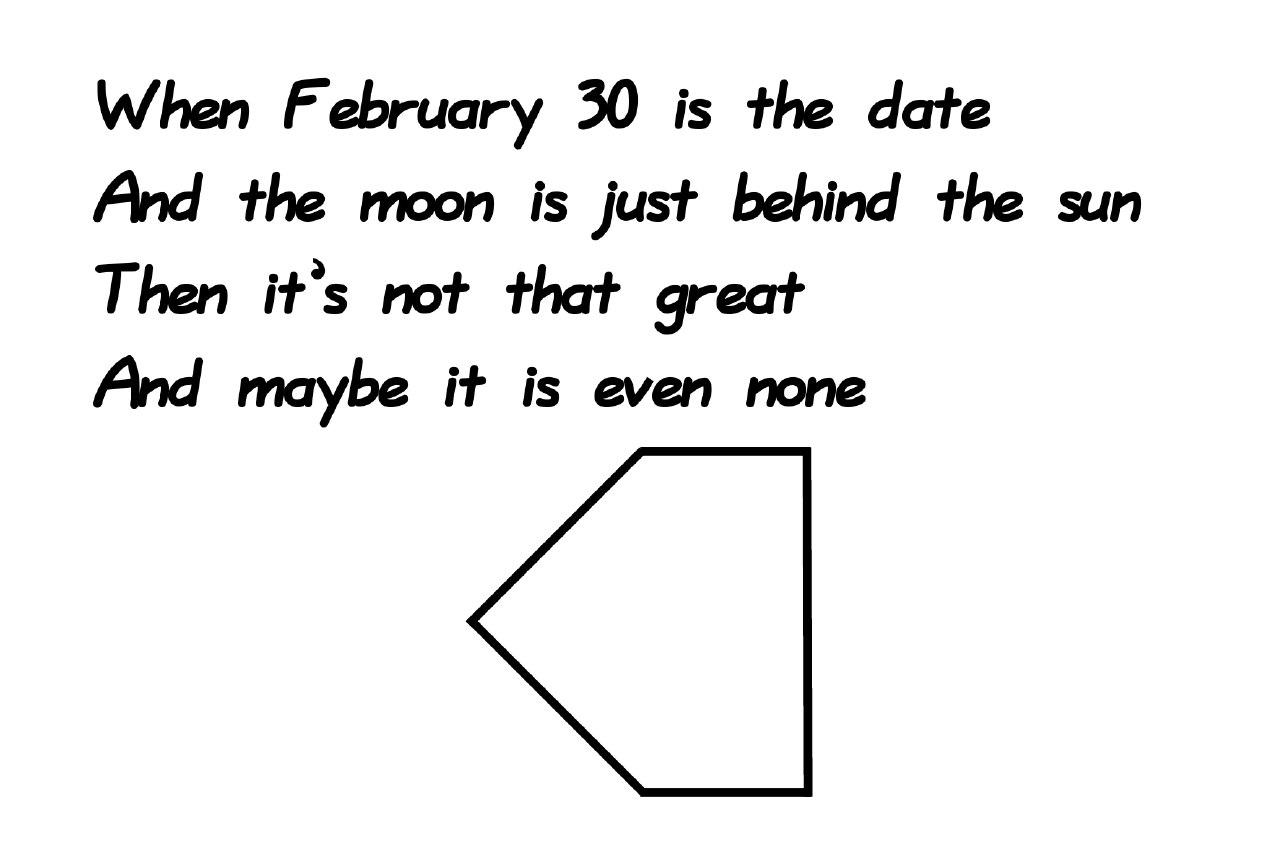 When February 30 is the date
And the moon is just behind the sun
Then it's not that great
And maybe it is even none